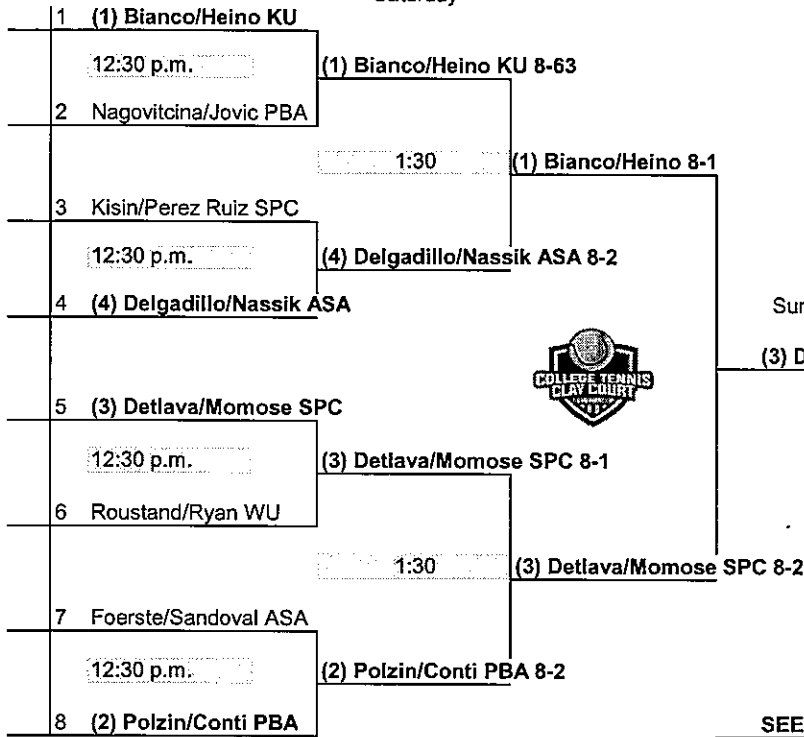 1 (1) Bianco/Heino KU
12:30 p.m.
(1) Bianco/Heino KU 8-63
2 Nagovitcina/Jovic PBA
1:30
(1) Bianco/Heino 8-1
3 Kisin/Perez Ruiz SPC
12:30 p.m.
(4) Delgadillo/Nassik ASA 8-2
4 (4) Delgadillo/Nassik ASA
Sur
(3) D
COLLEGE TENNIS
CLAY COURT
5 (3) Detlava/Momose SPC
12:30 p.m.
(3) Detlava/Momose SPC 8-1
6 Roustand/Ryan WU
1:30
(3) Detlava/Momose SPC 8-2
7 Foerste/Sandoval ASA
12:30 p.m.
(2) Polzin/Conti PBA 8-2
8 (2) Polzin/Conti PBA
SEE